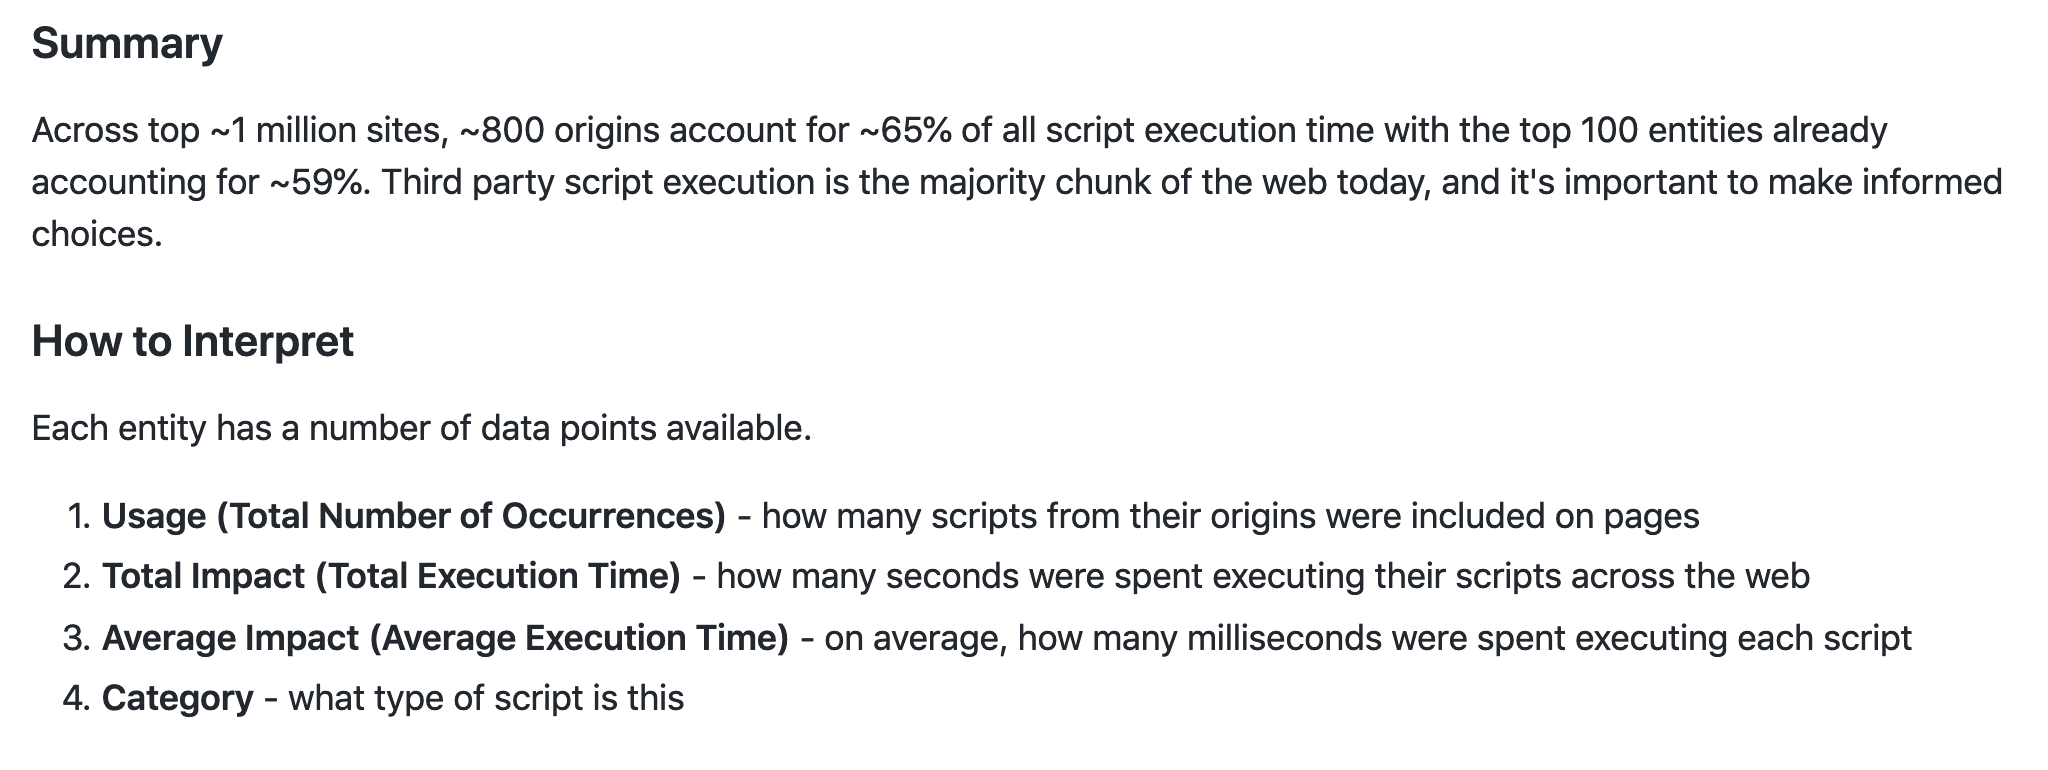 Summary
Across top ~1 million sites, ~800 origins account for ~65% of all script execution time with the top 100 entities already
accounting for ~59%. Third party script execution is the majority chunk of the web today, and it's important to make informed
choices.
How to Interpret
Each entity has a number of data points available.
1. Usage (Total Number of Occurrences) - how many scripts from their origins were included on pages
2. Total Impact (Total Execution Time) - how many seconds were spent executing their scripts across the web
3. Average Impact (Average Execution Time) - on average, how many milliseconds were spent executing each script
4. Category - what type of script is this